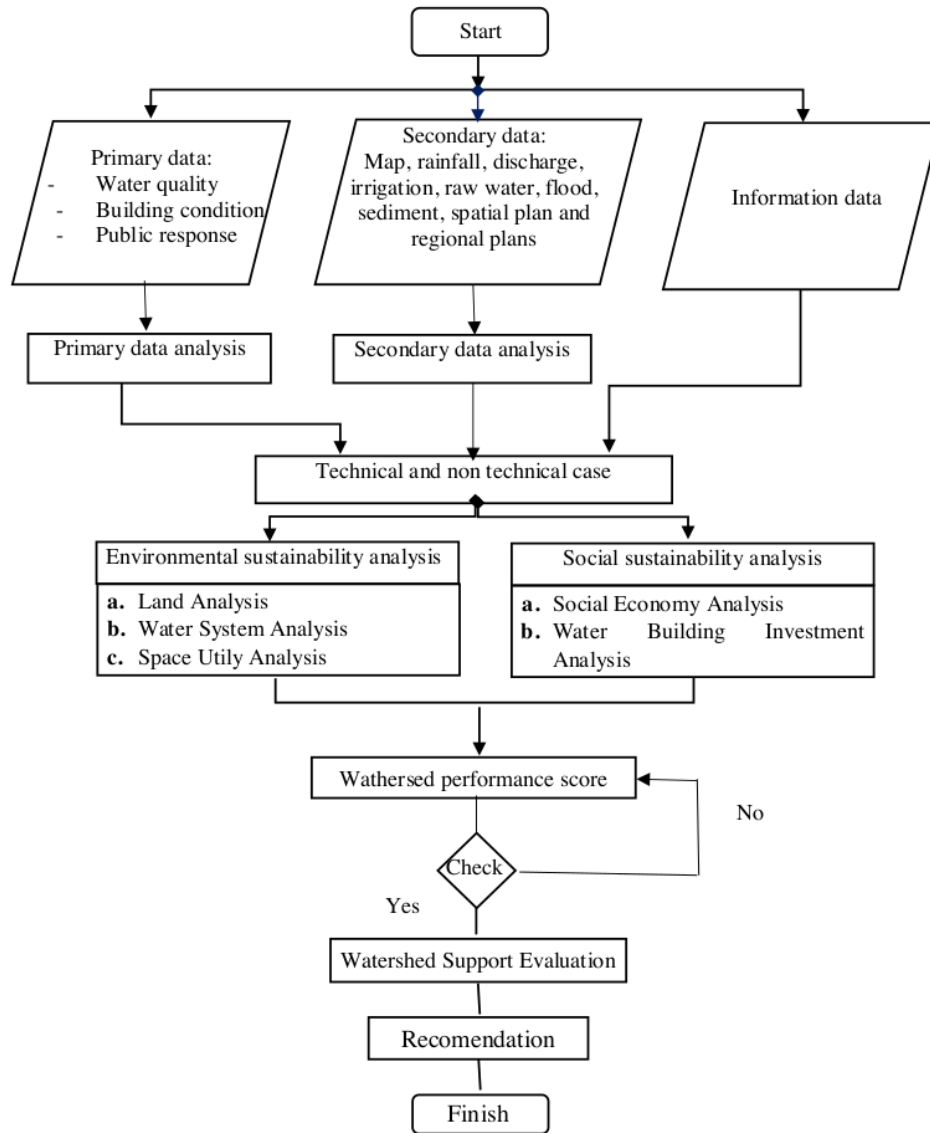 Start
Primary data:
- Water quality
- Building condition
- Public response
Secondary data:
Map, rainfall, discharge,
irrigation, raw water, flood,
sediment, spatial plan and
regional plans
Information data
Primary data analysis
Secondary data analysis
Technical and non technical case
Environmental sustainability analysis
a. Land Analysis
b. Water System Analysis
c. Space Utily Analysis
Social sustainability analysis
a. Social Economy Analysis
b. Water Building Investment
Analysis
Wathersed performance score
No
Check
Yes
Watershed Support Evaluation
Recomendation
Finish